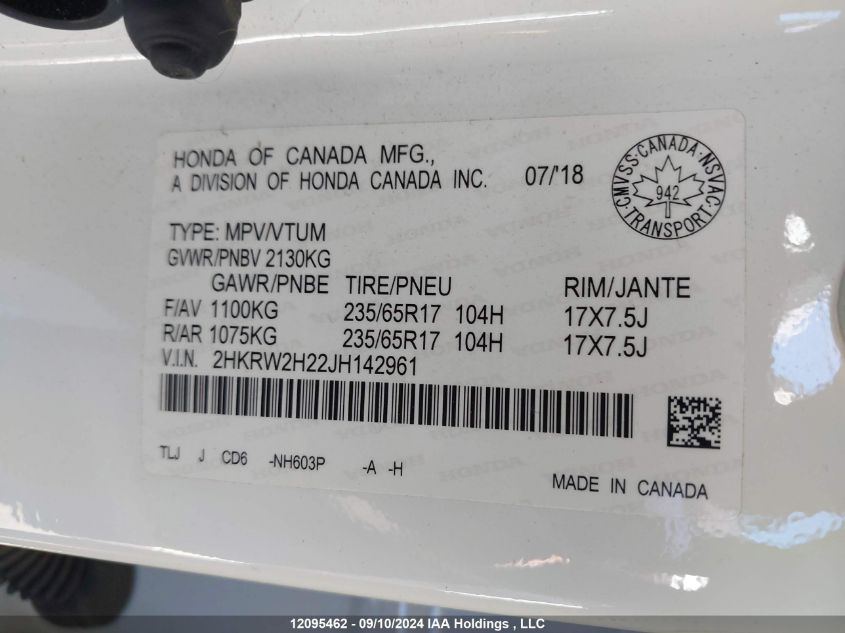 HONDA OF CANADA MFG.,
A DIVISION OF HONDA CANADA INC. 07/'18
CMVSS·CANADA·NSVAC·TRANSPORT·
942
TYPE: MPV/VTUM
GVWR/PNBV 2130KG
GAWR/PNBE TIRE/PNEU RIM/JANTE
F/AV 1100KG 235/65R17 104H 17X7.5J
R/AR 1075KG 235/65R17 104H 17X7.5J
V.I.N. 2HKRW2H22JH142961
TLJ J CD6 -NH603P -A -H
MADE IN CANADA
12095462 - 09/10/2024 IAA Holdings, LLC